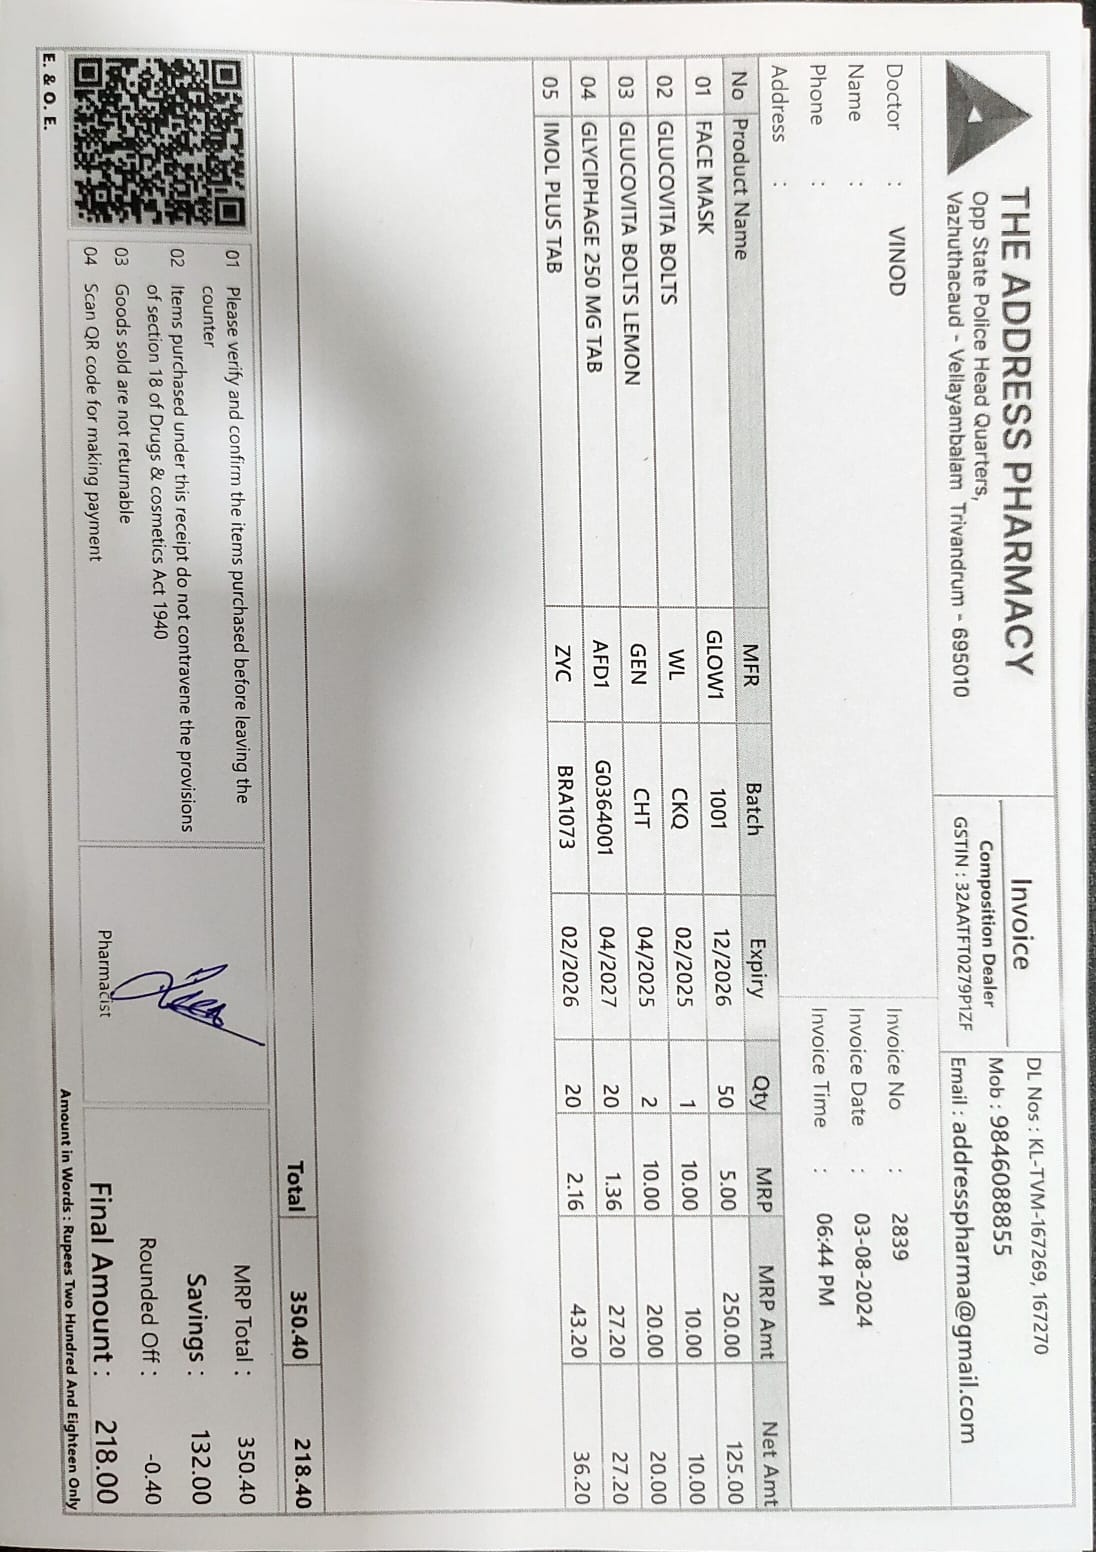 THE ADDRESS PHARMACY
Opp State Police Head Quarters,
Vazhuthacaud - Vellayambalam Trivandrum - 695010
Invoice
Composition Dealer
GSTIN : 32AATFT0279P1ZF
DL Nos : KL-TVM-167269, 167270
Mob : 9846088855
Email : addresspharma@gmail.com
Doctor : VINOD
Name :
Phone :
Address :
Invoice No : 2839
Invoice Date : 03-08-2024
Invoice Time : 06:44 PM
No Product Name MFR Batch Expiry Qty MRP MRP Amt Net Amt
01 FACE MASK GLOW1 1001 12/2026 50 5.00 250.00 125.00
02 GLUCOVITA BOLTS WL CKQ 02/2025 1 10.00 10.00 10.00
03 GLUCOVITA BOLTS LEMON GEN CHT 04/2025 2 10.00 20.00 20.00
04 GLYCIPHAGE 250 MG TAB AFD1 G0364001 04/2027 20 1.36 27.20 27.20
05 IMOL PLUS TAB ZYC BRA1073 02/2026 20 2.16 43.20 36.20
Total 350.40 218.40
01 Please verify and confirm the items purchased before leaving the
counter
02 Items purchased under this receipt do not contravene the provisions
of section 18 of Drugs & cosmetics Act 1940
03 Goods sold are not returnable
04 Scan QR code for making payment
Pharmacist
MRP Total : 350.40
Savings : 132.00
Rounded Off : -0.40
Final Amount : 218.00
Amount in Words : Rupees Two Hundred And Eighteen Only
E. & O. E.